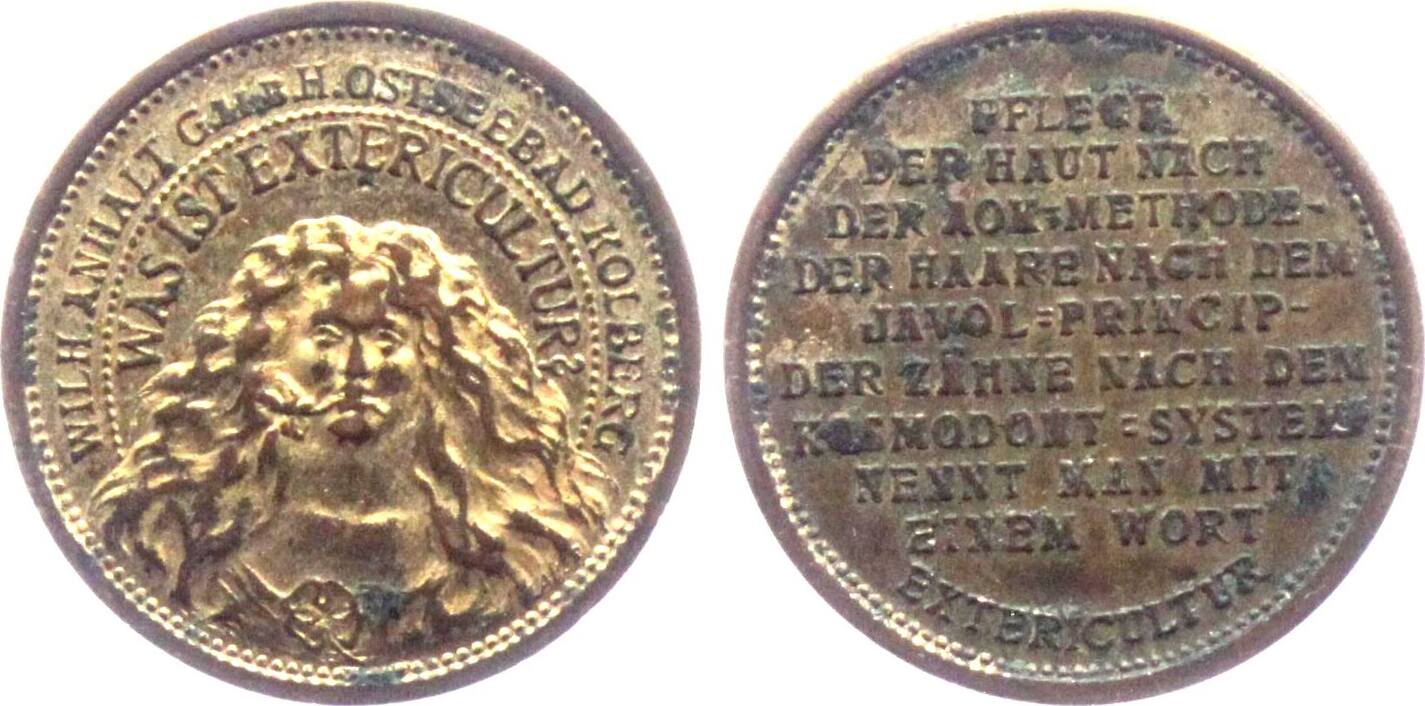 WILH. ANHALT G.M.B.H. OSTSEEBAD KOLBERG
WAS IST EXTERICULTUR?
PFLEGE
DER HAUT NACH
DER AOK=METHODE-
DER HAARE NACH DEM
JAVOL=PRINCIP-
DER ZÄHNE NACH DEM
KOSMODONT=SYSTEM
NENNT MAN MIT
EINEM WORT
EXTERICULTUR